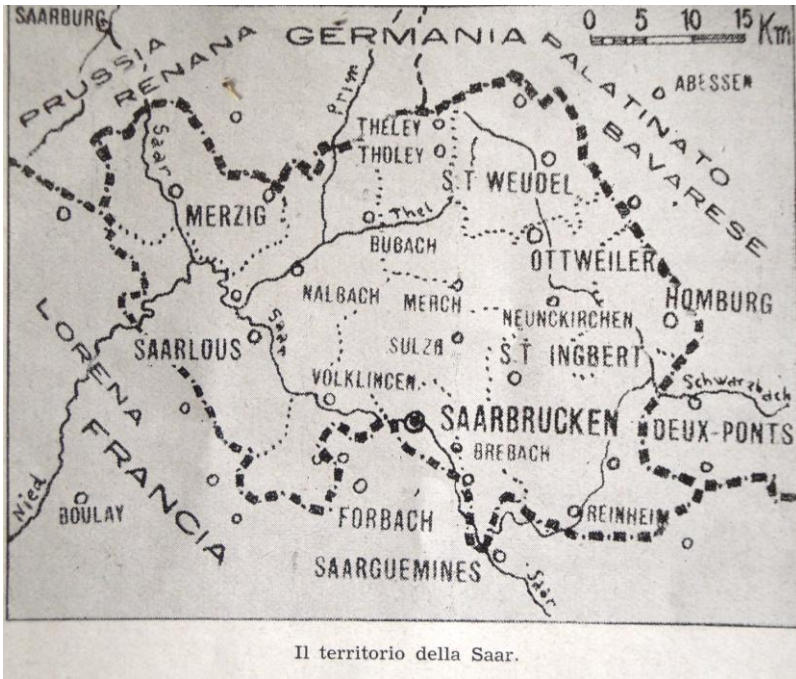 SAARBURG
0 5 10 15 Km
GERMANIA
PRUSSIA
RENANA
PALATINATO
BAVARESE
ABESSEN
Prim
Saar
THELEY
THOLEY
S.T WEUDEL
MERZIG
Thel
BUBACH
OTTWEILER
NALBACH
MERCH
HOMBURG
NEUNCKIRCHEN
LORENA
SAARLOUS
Saar
SULZB
S.T INGBERT
VOLKLINCEN
Schwarzbach
SAARBRUCKEN
DEUX-PONTS
BREBACH
FRANCIA
Nied
BOULAY
FORBACH
REINHEIM
SAARGUEMINES
Saar
Il territorio della Saar.